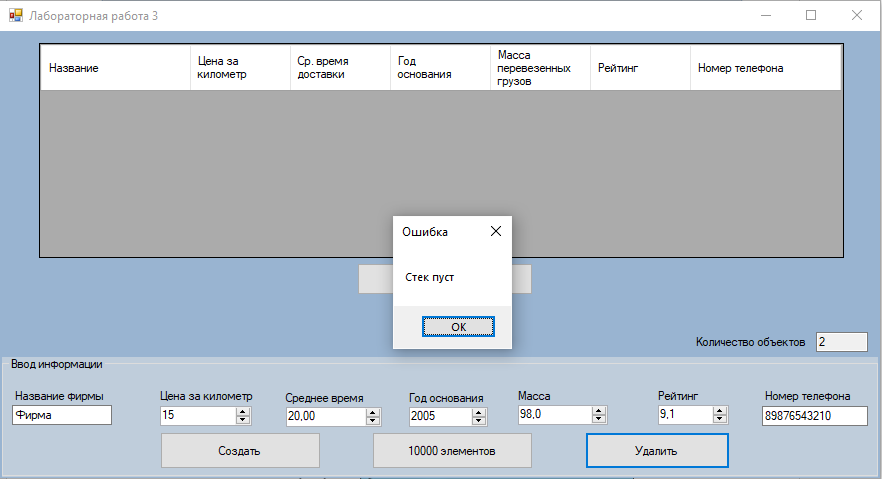 Лабораторная работа 3
Название
Цена за
километр
Ср. время
доставки
Год
основания
Масса
перевезенных
грузов
Рейтинг
Номер телефона
Ошибка
Стек пуст
OK
Количество объектов 2
Ввод информации
Название фирмы Цена за километр Среднее время Год основания Масса Рейтинг Номер телефона
Фирма 15 20,00 2005 98,0 9,1 89876543210
Создать 10000 элементов Удалить